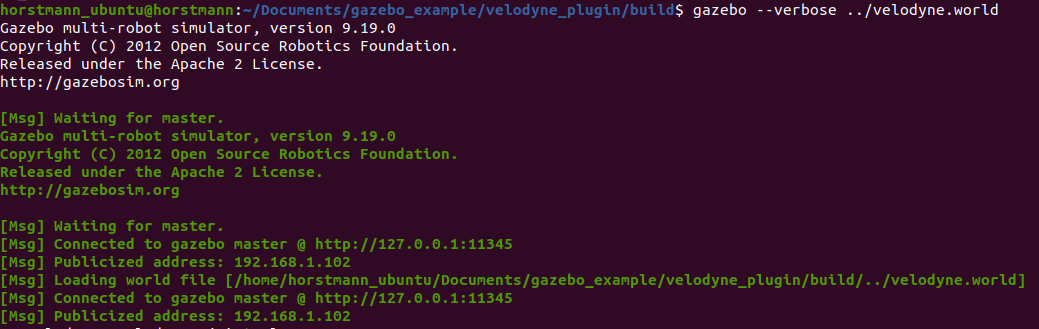 horstmann_ubuntu@horstmann:~/Documents/gazebo_example/velodyne_plugin/build$ gazebo --verbose ../velodyne.world
Gazebo multi-robot simulator, version 9.19.0
Copyright (C) 2012 Open Source Robotics Foundation.
Released under the Apache 2 License.
http://gazebosim.org
[Msg] Waiting for master.
Gazebo multi-robot simulator, version 9.19.0
Copyright (C) 2012 Open Source Robotics Foundation.
Released under the Apache 2 License.
http://gazebosim.org
[Msg] Waiting for master.
[Msg] Connected to gazebo master @ http://127.0.0.1:11345
[Msg] Publicized address: 192.168.1.102
[Msg] Loading world file [/home/horstmann_ubuntu/Documents/gazebo_example/velodyne_plugin/build/../velodyne.world]
[Msg] Connected to gazebo master @ http://127.0.0.1:11345
[Msg] Publicized address: 192.168.1.102